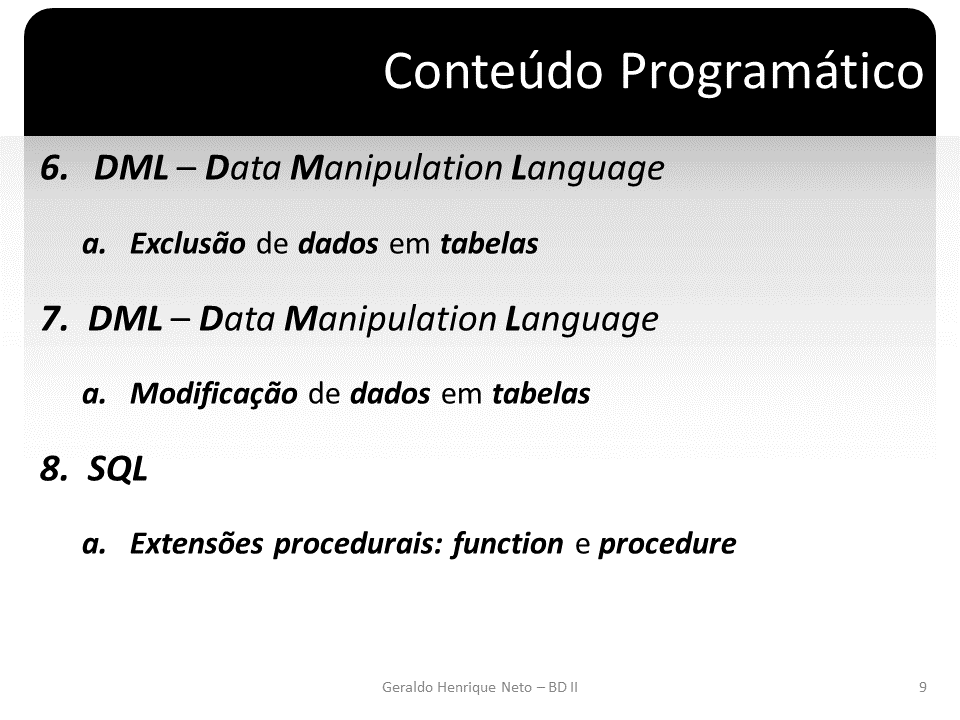 Conteúdo Programático
6. DML – Data Manipulation Language
a. Exclusão de dados em tabelas
7. DML – Data Manipulation Language
a. Modificação de dados em tabelas
8. SQL
a. Extensões procedurais: function e procedure
Geraldo Henrique Neto – BD II
9